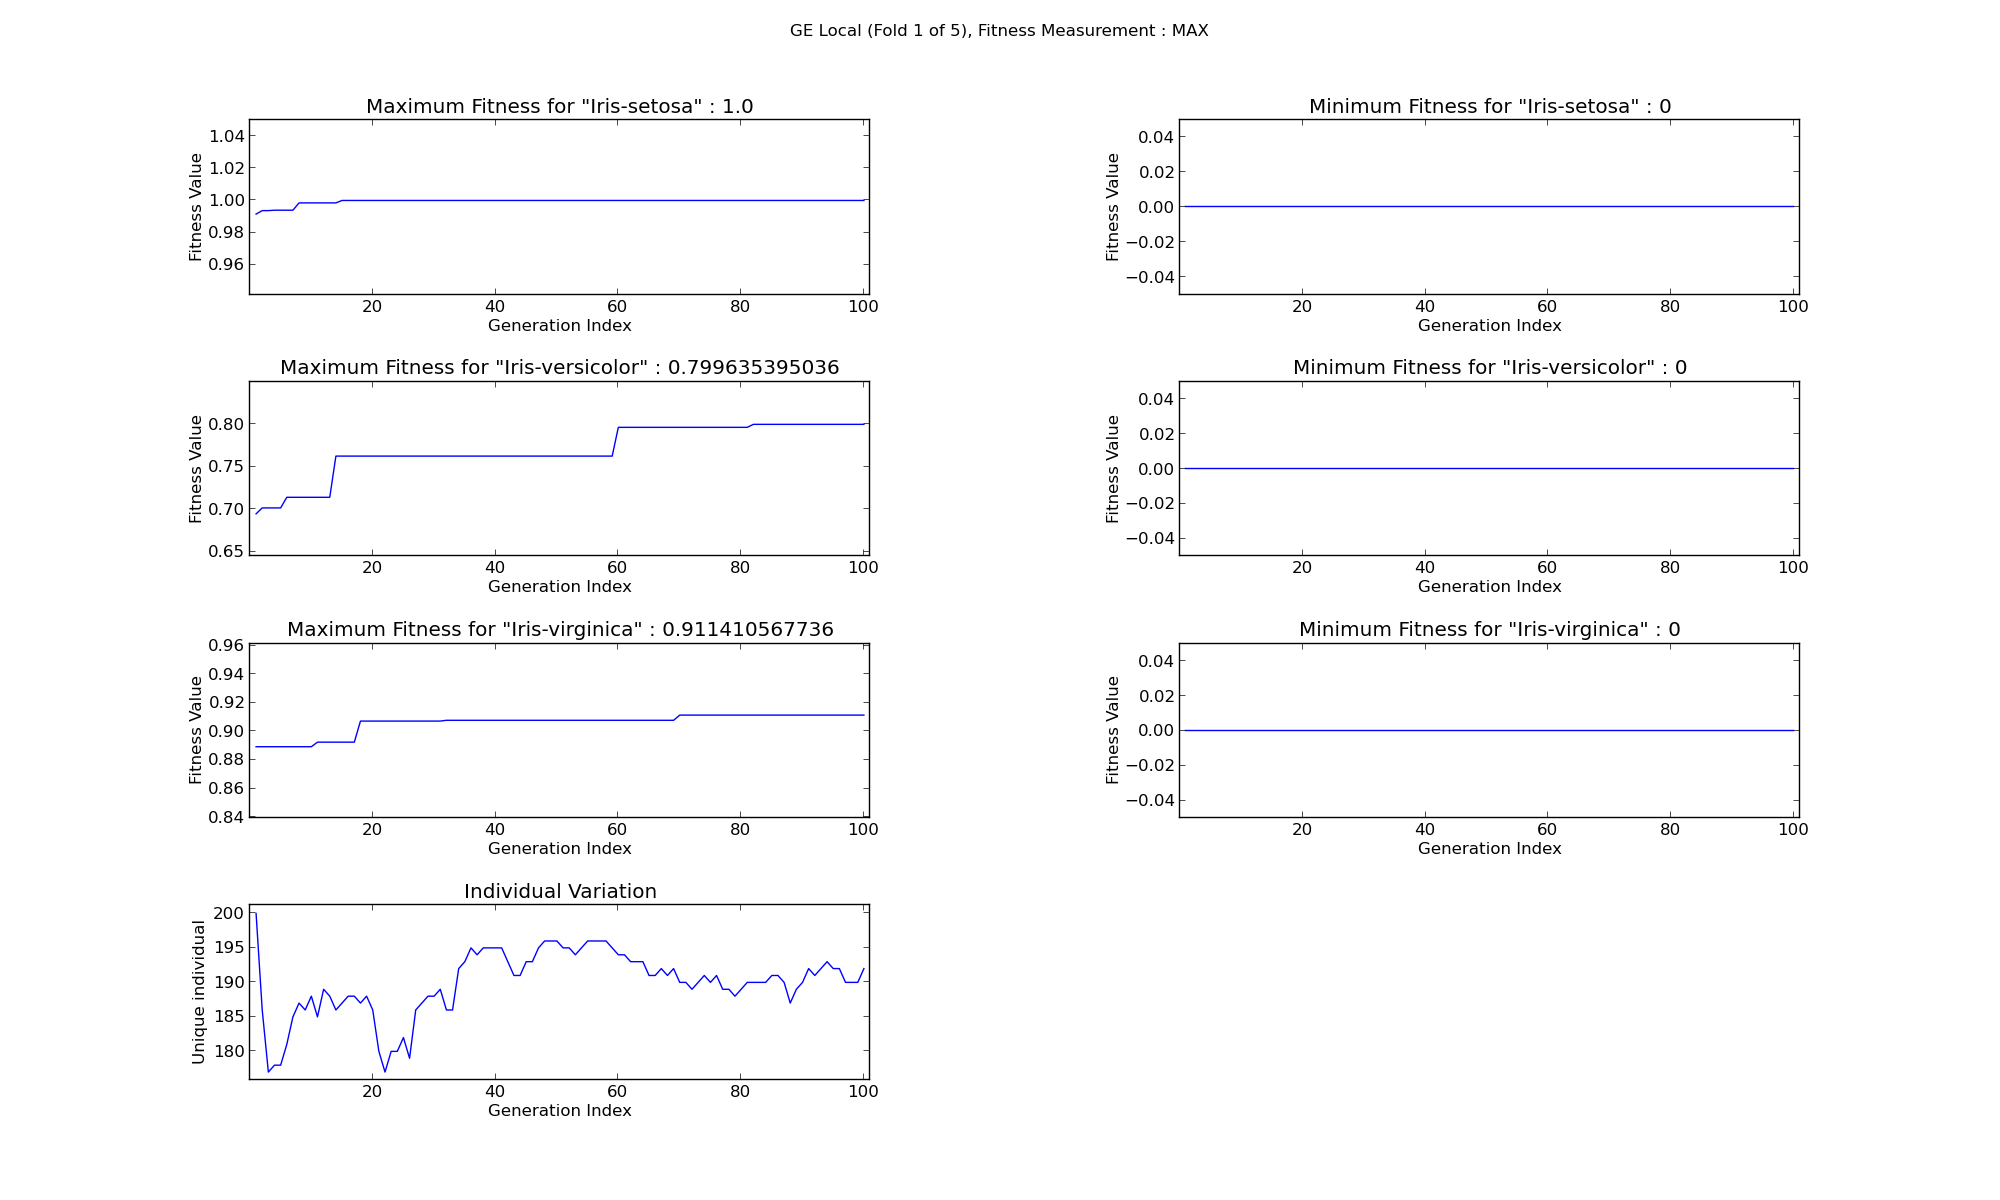 GE Local (Fold 1 of 5), Fitness Measurement : MAX
Maximum Fitness for "Iris-setosa" : 1.0
1.04
1.02
1.00
0.98
0.96
Fitness Value
20 40 60 80 100
Generation Index
Minimum Fitness for "Iris-setosa" : 0
0.04
0.02
0.00
−0.02
−0.04
Fitness Value
20 40 60 80 100
Generation Index
Maximum Fitness for "Iris-versicolor" : 0.799635395036
0.80
0.75
0.70
0.65
Fitness Value
20 40 60 80 100
Generation Index
Minimum Fitness for "Iris-versicolor" : 0
0.04
0.02
0.00
−0.02
−0.04
Fitness Value
20 40 60 80 100
Generation Index
Maximum Fitness for "Iris-virginica" : 0.911410567736
0.96
0.94
0.92
0.90
0.88
0.86
0.84
Fitness Value
20 40 60 80 100
Generation Index
Minimum Fitness for "Iris-virginica" : 0
0.04
0.02
0.00
−0.02
−0.04
Fitness Value
20 40 60 80 100
Generation Index
Individual Variation
200
195
190
185
180
Unique individual
20 40 60 80 100
Generation Index